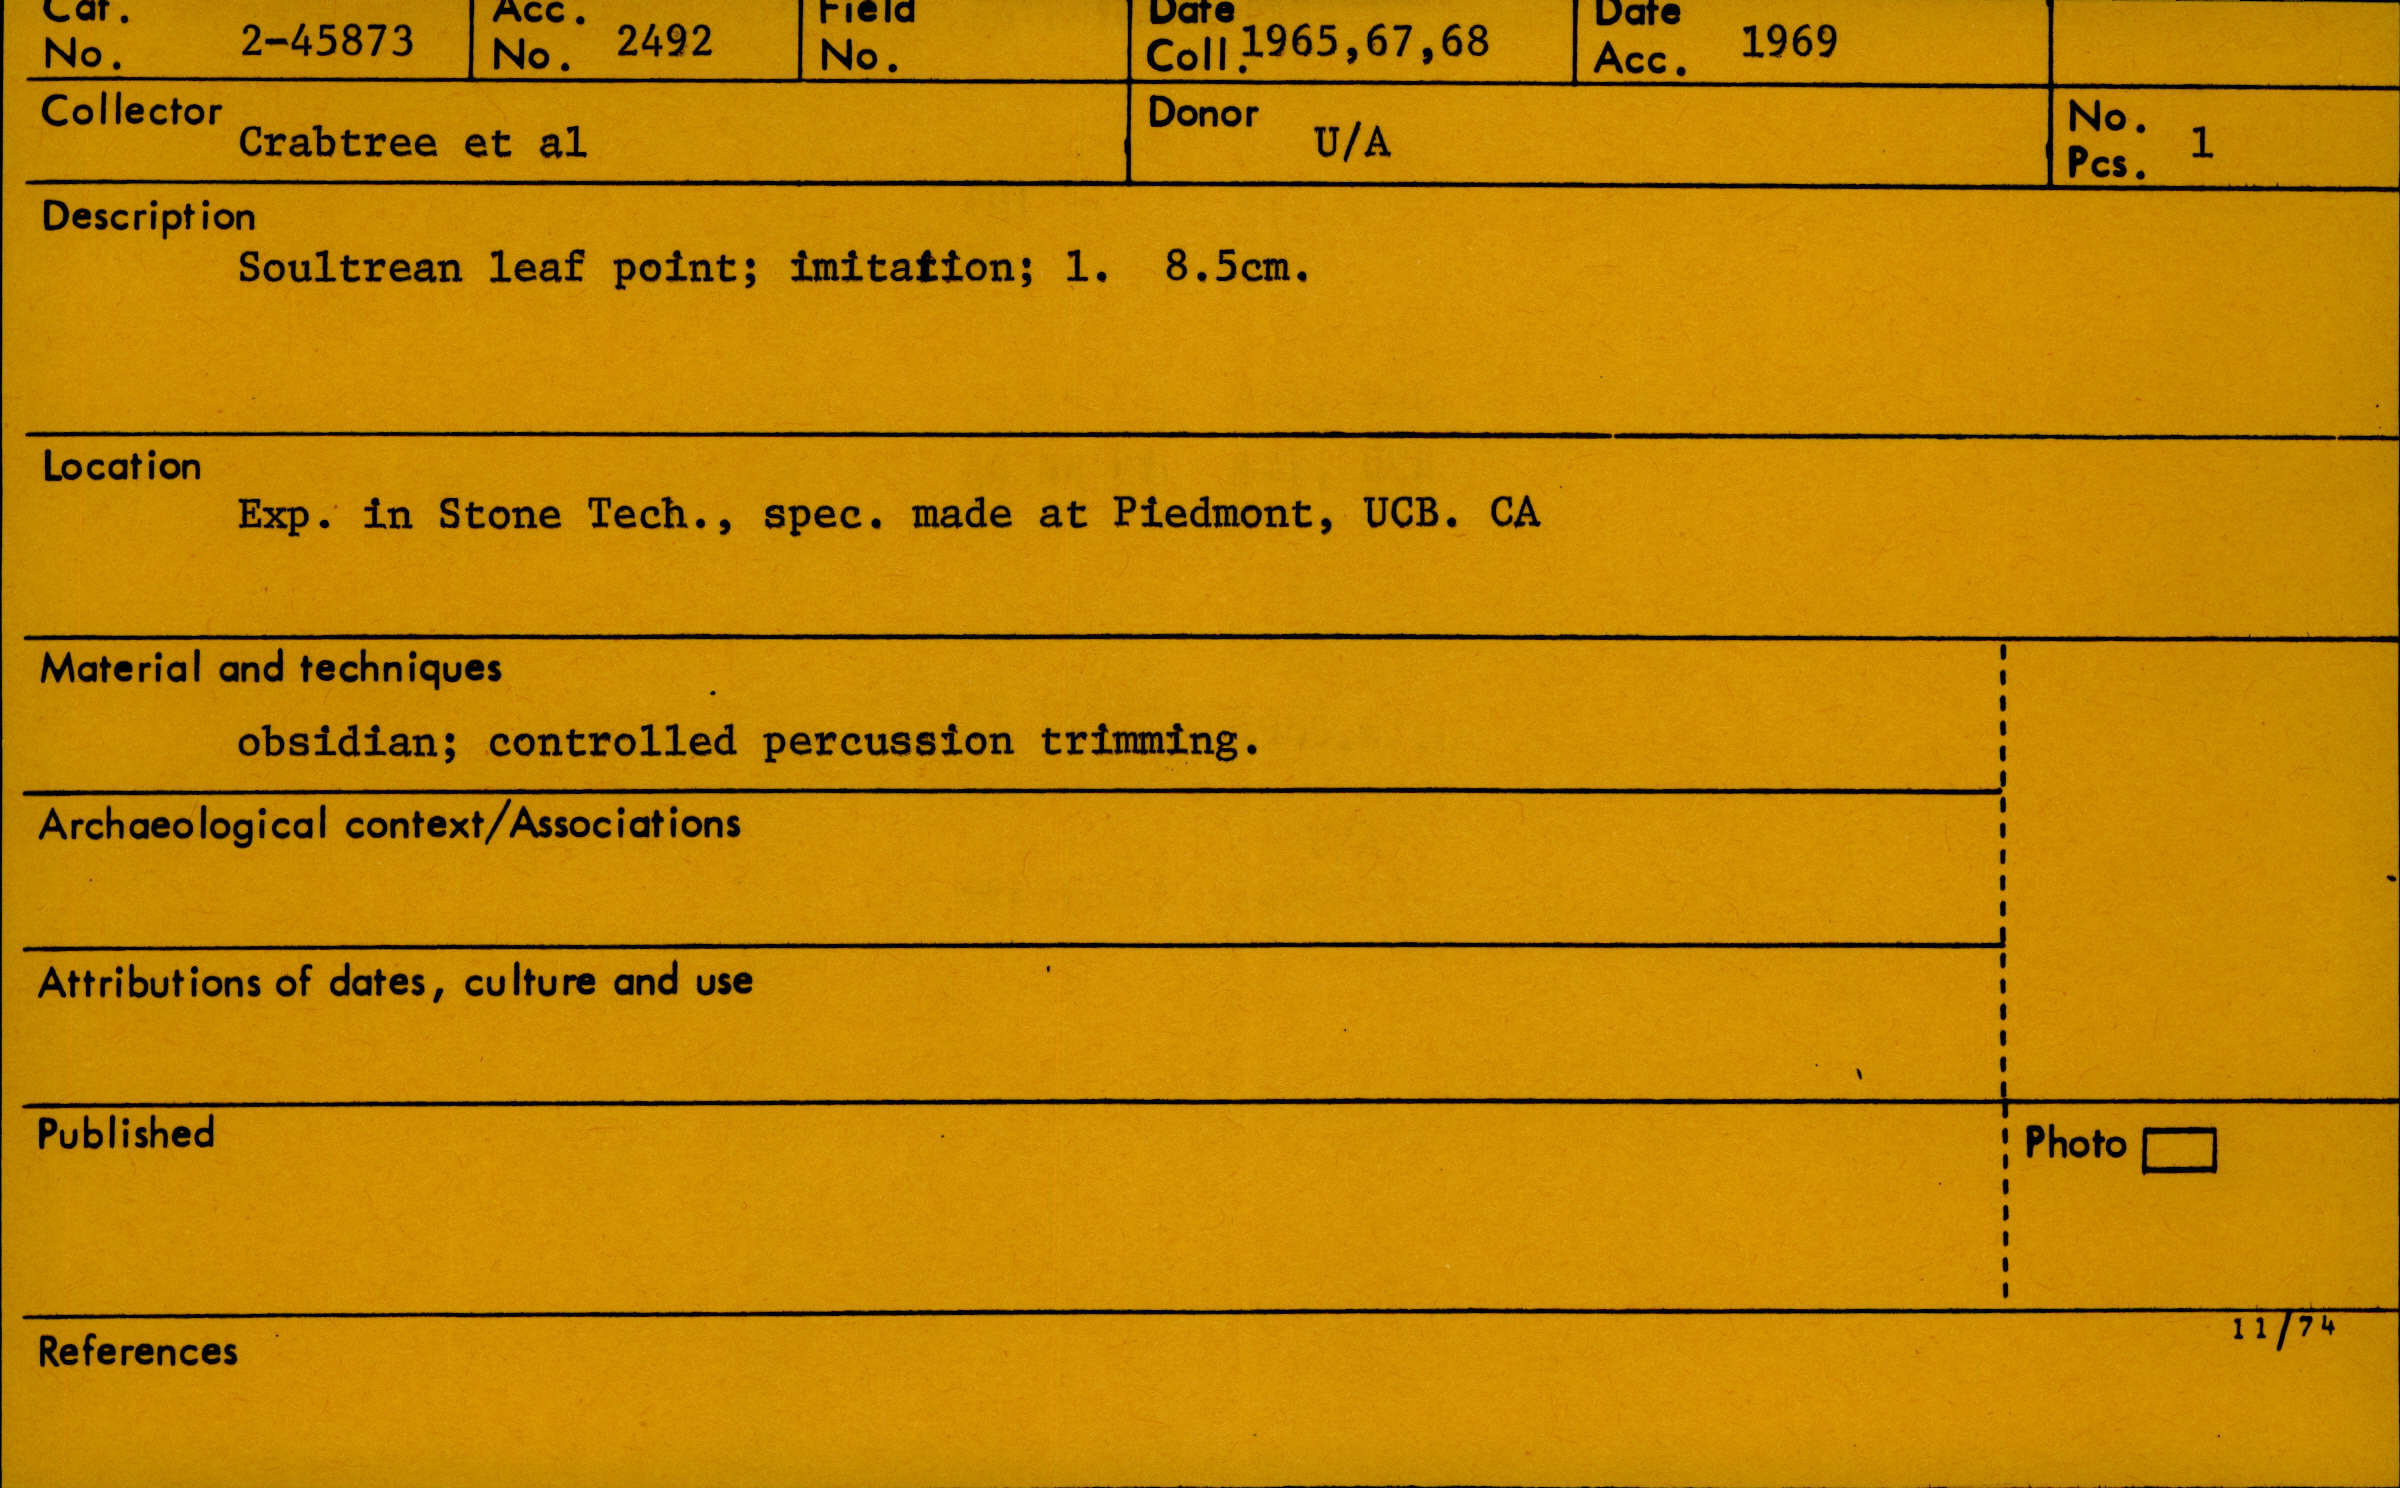 Cat. No. 2-45873 Acc. No. 2492 Field No. Date Coll. 1965,67,68 Date Acc. 1969
Collector Crabtree et al Donor U/A No. Pcs. 1
Description
Soultrean leaf point; imitation; l. 8.5cm.
Location
Exp. in Stone Tech., spec. made at Piedmont, UCB. CA
Material and techniques
obsidian; controlled percussion trimming.
Archaeological context/Associations
Attributions of dates, culture and use
Published
Photo
11/74
References